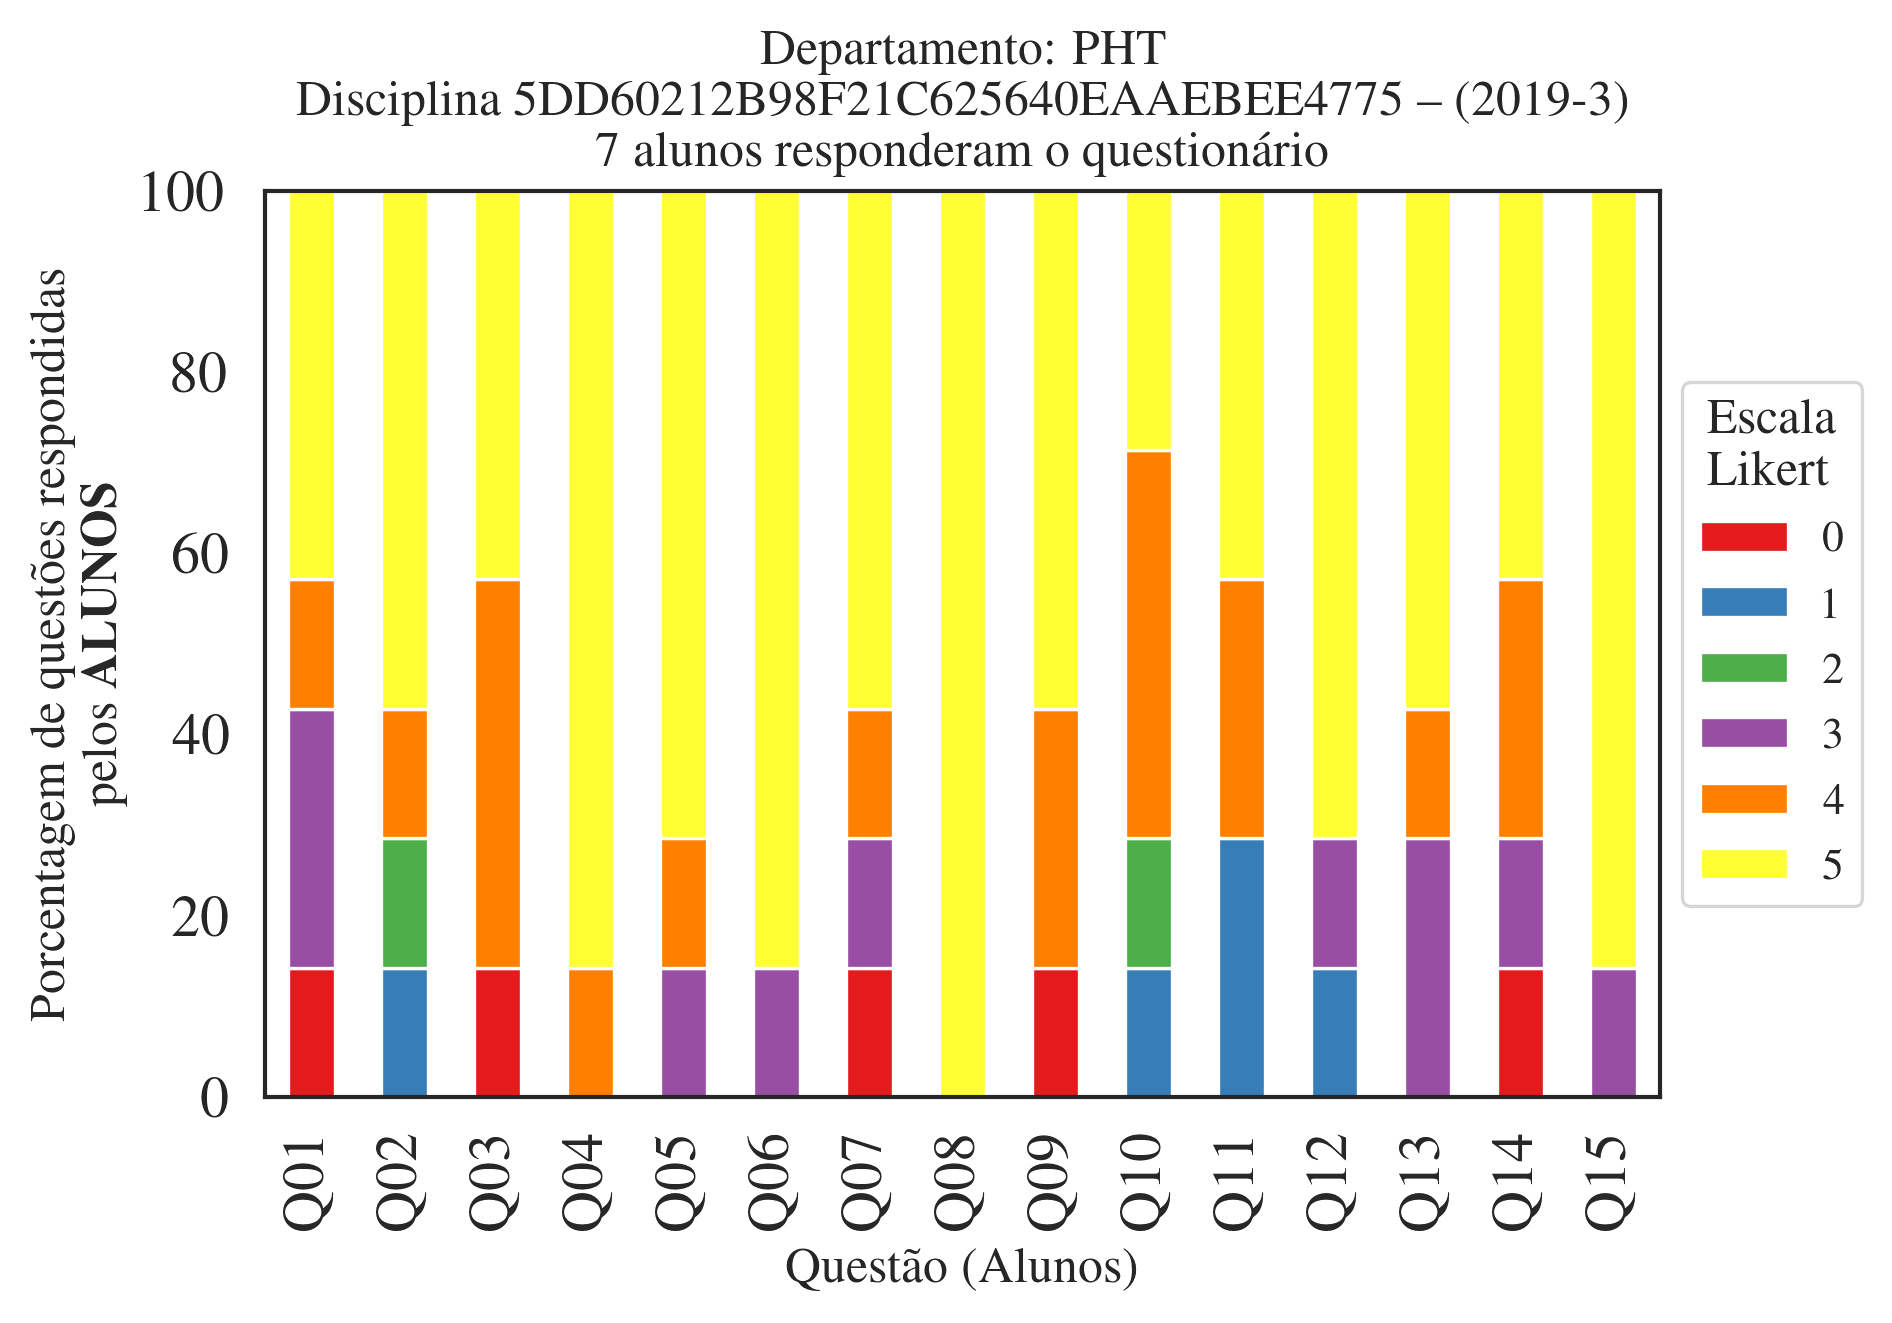 Departamento: PHT
Disciplina 5DD60212B98F21C625640EAAEBEE4775 – (2019-3)
7 alunos responderam o questionário
Porcentagem de questões respondidas
pelos ALUNOS
100
80
60
40
20
0
Q01
Q02
Q03
Q04
Q05
Q06
Q07
Q08
Q09
Q10
Q11
Q12
Q13
Q14
Q15
Questão (Alunos)
Escala
Likert
0
1
2
3
4
5